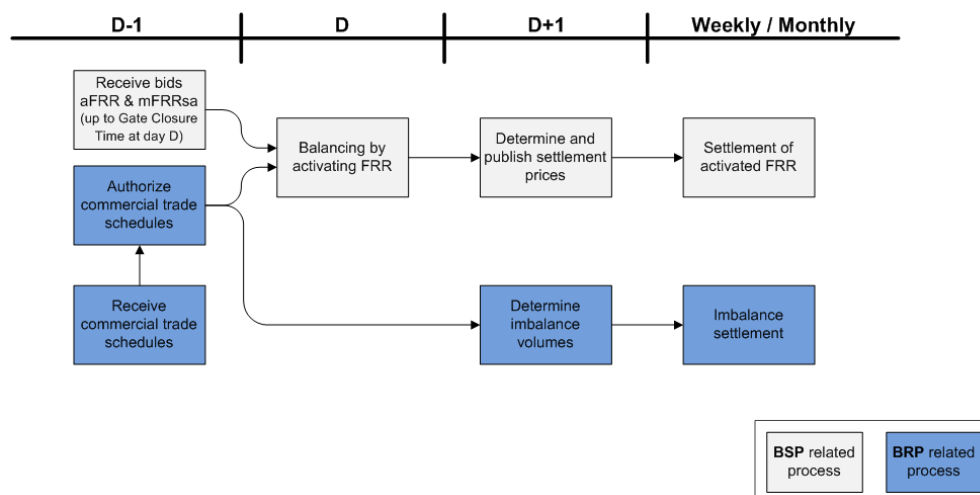 D-1
D
D+1
Weekly / Monthly
Receive bids
aFRR & mFRRsa
(up to Gate Closure
Time at day D)
Balancing by
activating FRR
Determine and
publish settlement
prices
Settlement of
activated FRR
Authorize
commercial trade
schedules
Receive
commercial trade
schedules
Determine
imbalance
volumes
Imbalance
settlement
BSP related
process
BRP related
process